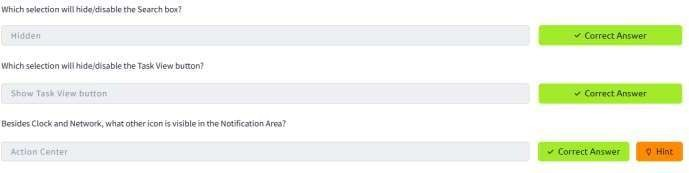 Which selection will hide/disable the Search box?
Hidden
✓ Correct Answer
Which selection will hide/disable the Task View button?
Show Task View button
✓ Correct Answer
Besides Clock and Network, what other icon is visible in the Notification Area?
Action Center
✓ Correct Answer
Hint